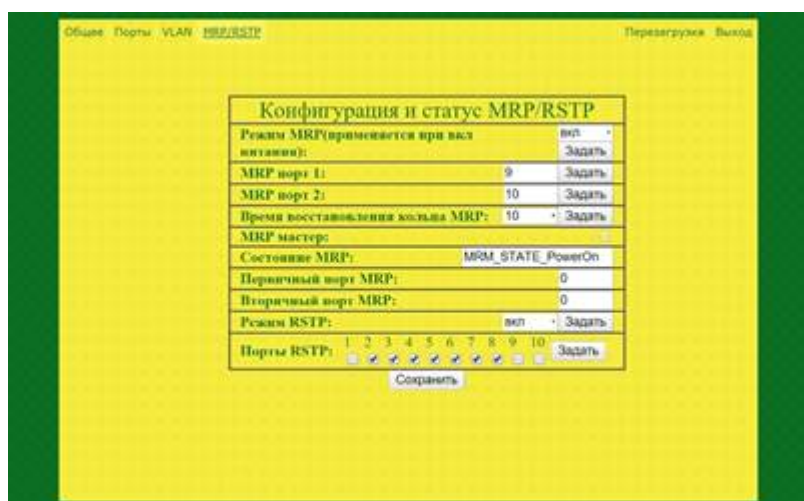 Общее Порты VLAN MRP/RSTP Перезагрузка Выход
Конфигурация и статус MRP/RSTP
Режим MRP(применяется при вкл питания): вкл Задать
MRP порт 1: 9 Задать
MRP порт 2: 10 Задать
Время восстановления кольца MRP: 10 Задать
MRP мастер:
Состояние MRP: MRM_STATE_PowerOn
Первичный порт MRP: 0
Вторичный порт MRP: 0
Режим RSTP: вкл Задать
1 2 3 4 5 6 7 8 9 10
Порты RSTP: Задать
Сохранить